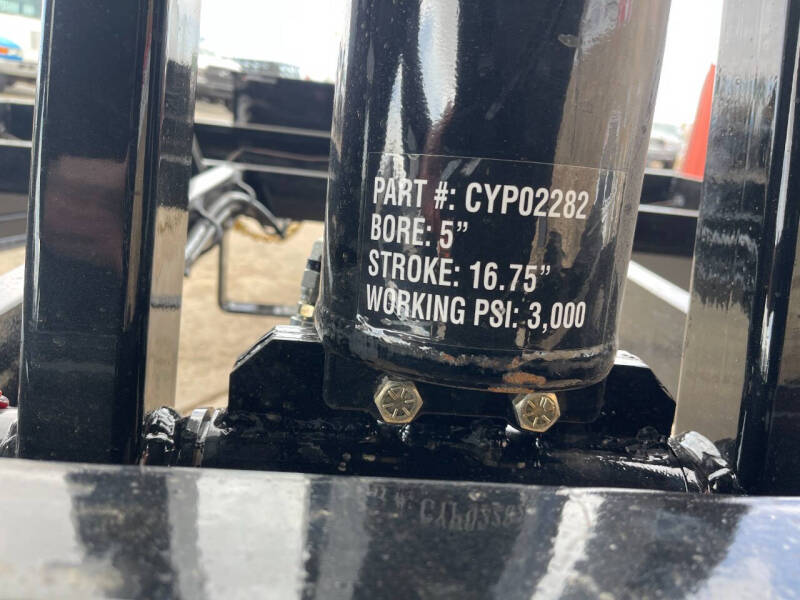 PART #: CYP02282
BORE: 5”
STROKE: 16.75”
WORKING PSI: 3,000